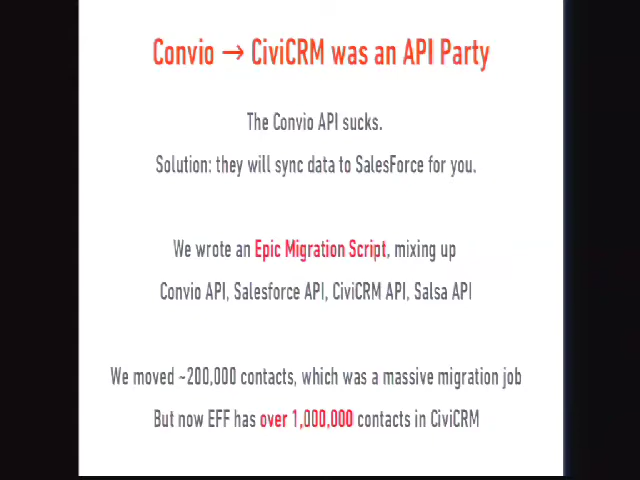 Convio → CiviCRM was an API Party
The Convio API sucks.
Solution: they will sync data to SalesForce for you.
We wrote an Epic Migration Script, mixing up
Convio API, Salesforce API, CiviCRM API, Salsa API
We moved ~200,000 contacts, which was a massive migration job
But now EFF has over 1,000,000 contacts in CiviCRM